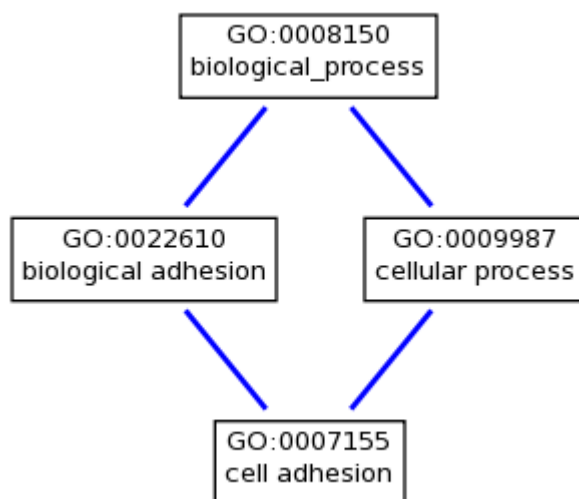 GO:0008150
biological_process
GO:0022610
biological adhesion
GO:0009987
cellular process
GO:0007155
cell adhesion